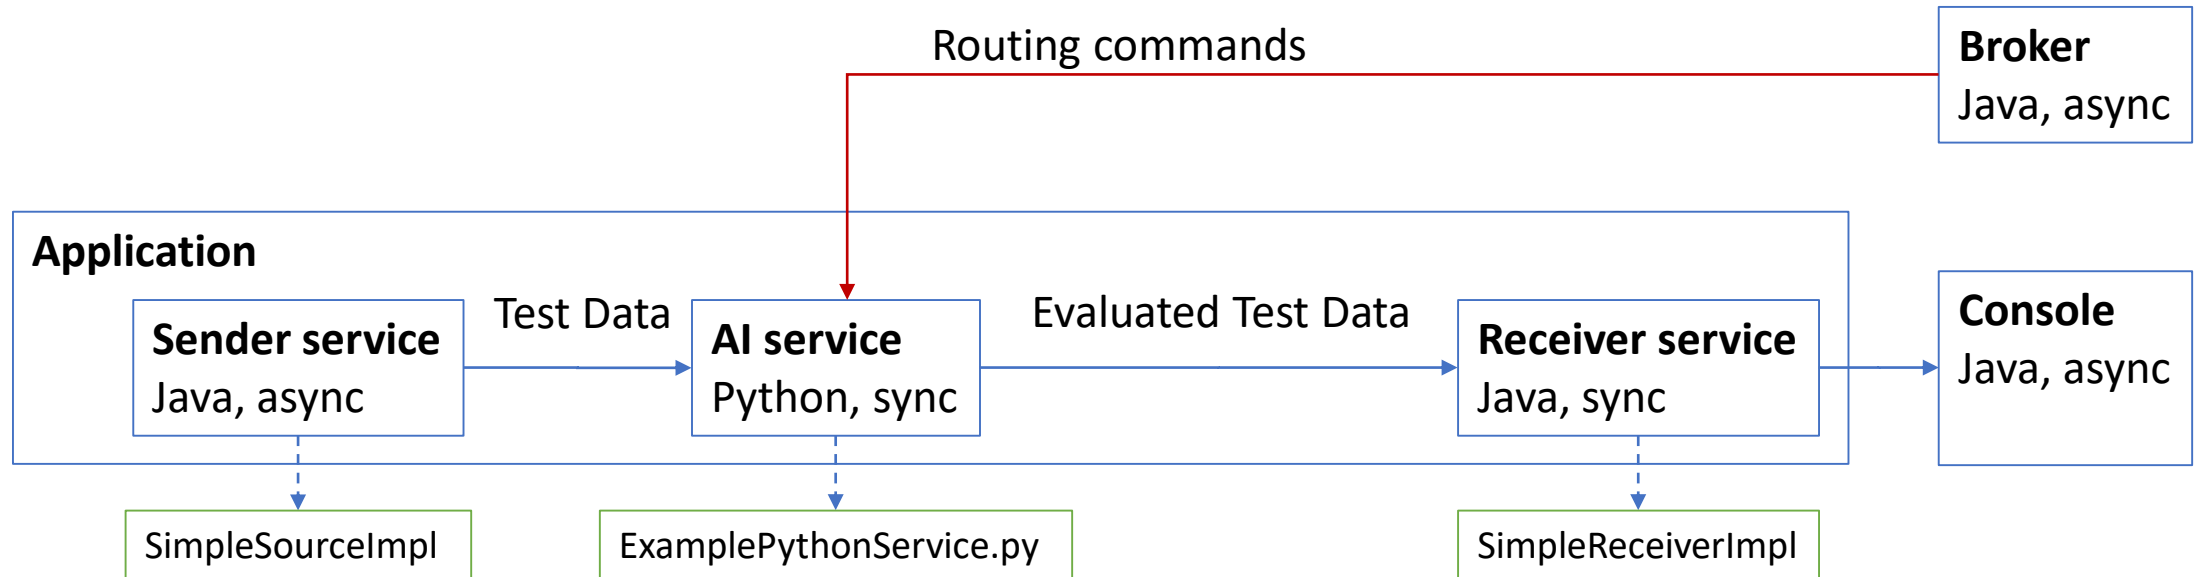 Routing commands
Broker
Java, async
Application
Sender service
Java, async
Test Data
AI service
Python, sync
Evaluated Test Data
Receiver service
Java, sync
Console
Java, async
SimpleSourceImpl
ExamplePythonService.py
SimpleReceiverImpl